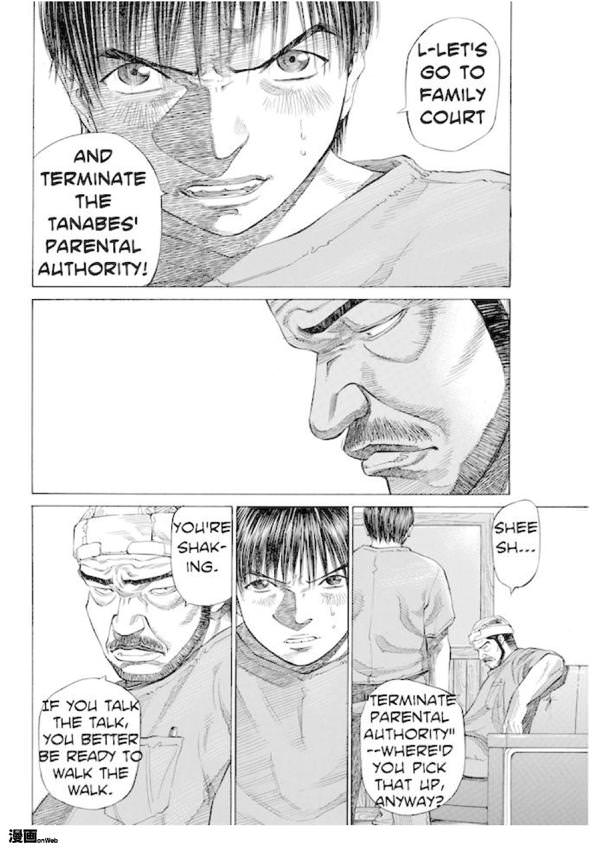 L-LET'S
GO TO
FAMILY
COURT
AND
TERMINATE
THE
TANABES'
PARENTAL
AUTHORITY!
SHEE
SH...
"TERMINATE
PARENTAL
AUTHORITY"
--WHERE'D
YOU PICK
THAT UP,
ANYWAY?
YOU'RE
SHAK-
ING.
IF YOU TALK
THE TALK,
YOU BETTER
BE READY TO
WALK THE
WALK.
漫画onWeb